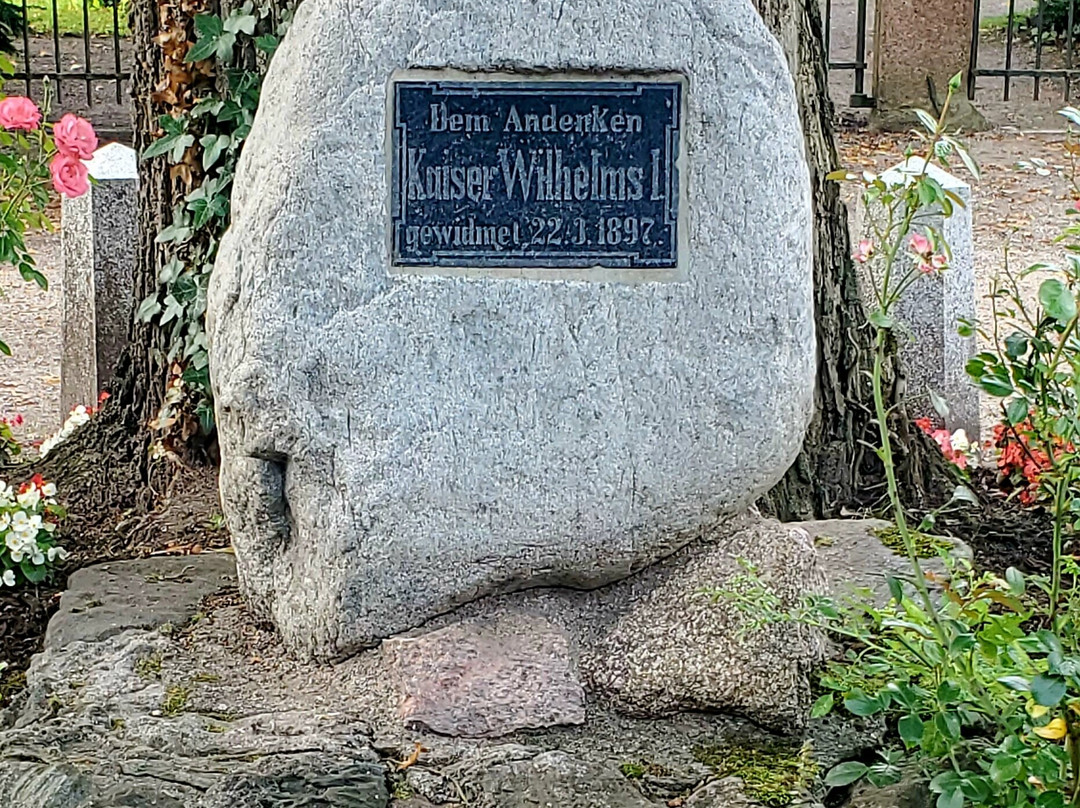 Dem Andenken
Kaiser Wilhelms I.
gewidmet, 22.3.1897.